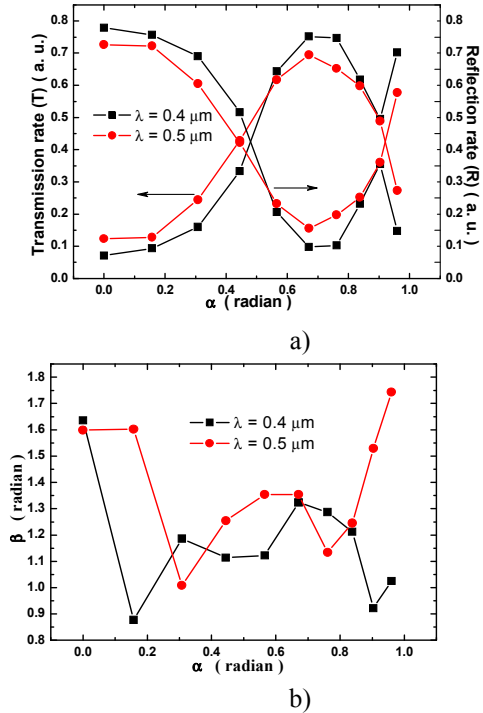 Transmission rate (T) ( a. u.)
0.8
0.7
0.6
0.5
0.4
0.3
0.2
0.1
0.0
λ = 0.4 μm
λ = 0.5 μm
0.8
0.7
0.6
0.5
0.4
0.3
0.2
0.1
0.0
Reflection rate (R) ( a. u.)
0.0 0.2 0.4 0.6 0.8 1.0
α ( radian)
a)
β ( radian)
1.8
1.7
1.6
1.5
1.4
1.3
1.2
1.1
1.0
0.9
0.8
λ = 0.4 μm
λ = 0.5 μm
0.0 0.2 0.4 0.6 0.8 1.0
α ( radian)
b)